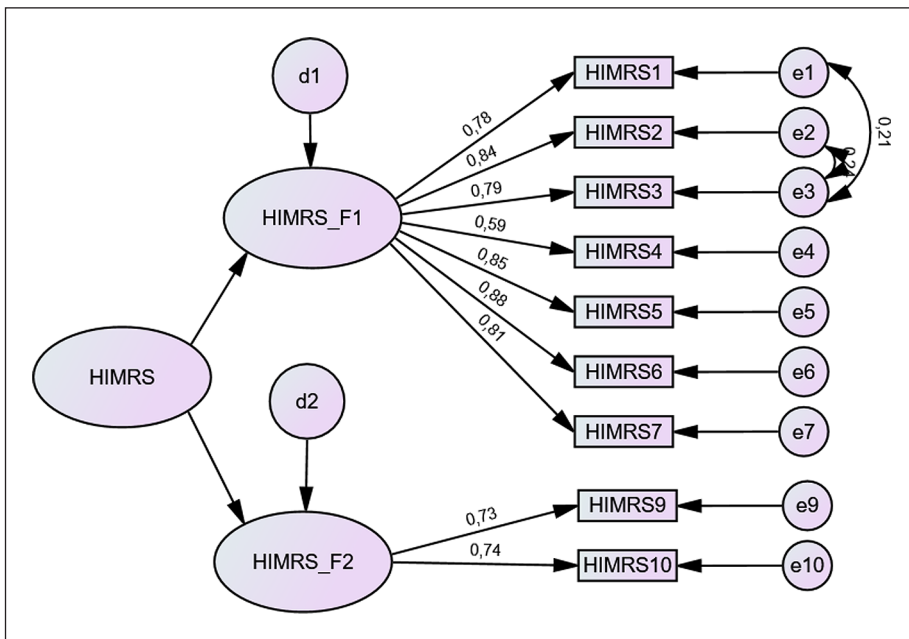 d1
HIMRS1
e1
0,78
0,21
HIMRS2
e2
0,84
0,24
HIMRS3
e3
0,79
HIMRS_F1
0,59
HIMRS4
e4
0,85
HIMRS5
e5
0,88
0,81
HIMRS
HIMRS6
e6
d2
HIMRS7
e7
HIMRS9
e9
0,73
HIMRS_F2
0,74
HIMRS10
e10